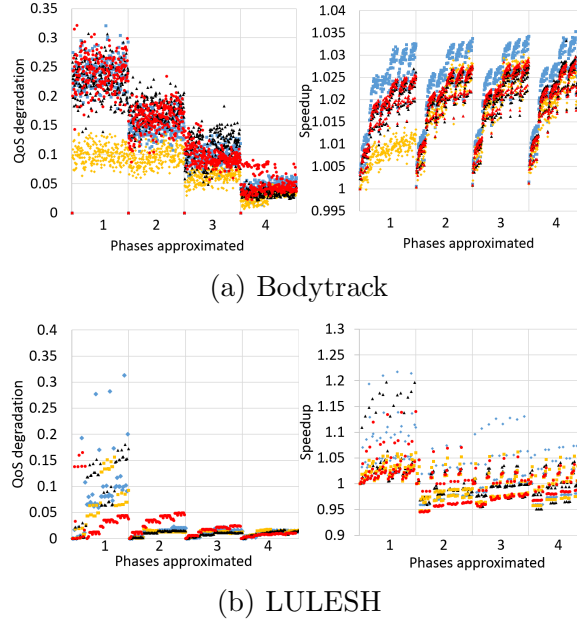 0.35
0.3
0.25
0.2
0.15
0.1
0.05
0
QoS degradation
1 2 3 4
Phases approximated
1.04
1.035
1.03
1.025
1.02
1.015
1.01
1.005
1
0.995
Speedup
1 2 3 4
Phases approximated
(a) Bodytrack
0.4
0.35
0.3
0.25
0.2
0.15
0.1
0.05
0
QoS degradation
1 2 3 4
Phases approximated
1.3
1.25
1.2
1.15
1.1
1.05
1
0.95
0.9
Speedup
1 2 3 4
Phases approximated
(b) LULESH